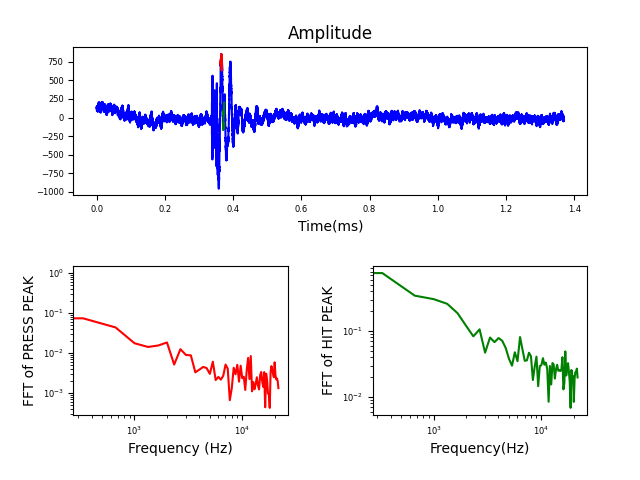 Amplitude
750
500
250
0
−250
−500
−750
−1000
0.0 0.2 0.4 0.6 0.8 1.0 1.2 1.4
Time(ms)
FFT of PRESS PEAK
10⁰
10⁻¹
10⁻²
10⁻³
10³ 10⁴
Frequency (Hz)
FFT of HIT PEAK
10⁻¹
10⁻²
10³ 10⁴
Frequency(Hz)